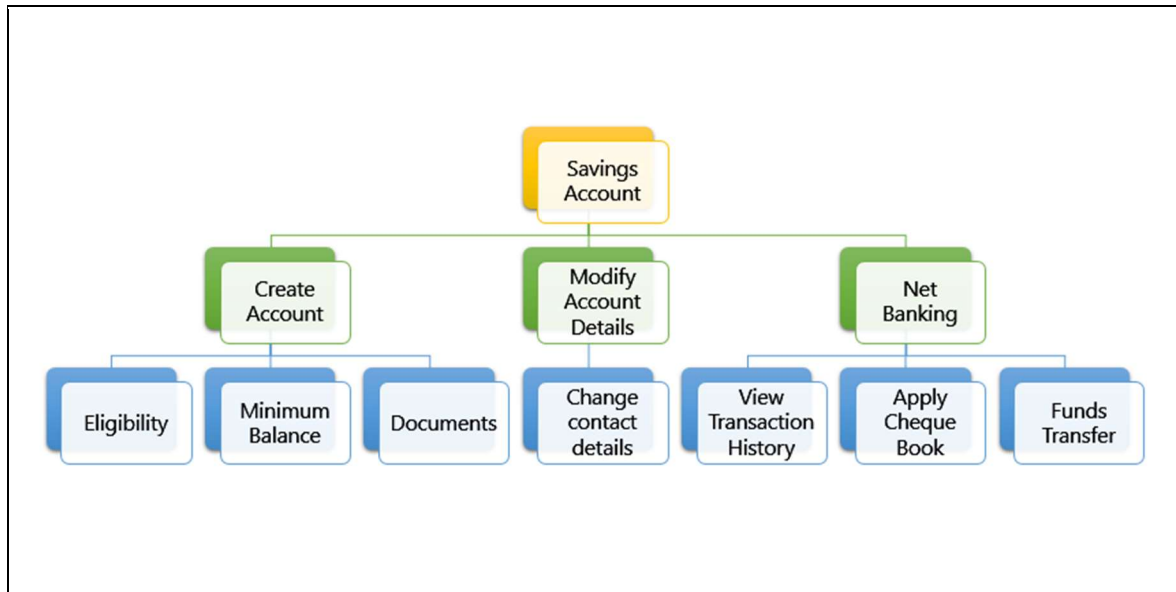 Savings
Account
Create
Account
Modify
Account
Details
Net
Banking
Eligibility
Minimum
Balance
Documents
Change
contact
details
View
Transaction
History
Apply
Cheque
Book
Funds
Transfer